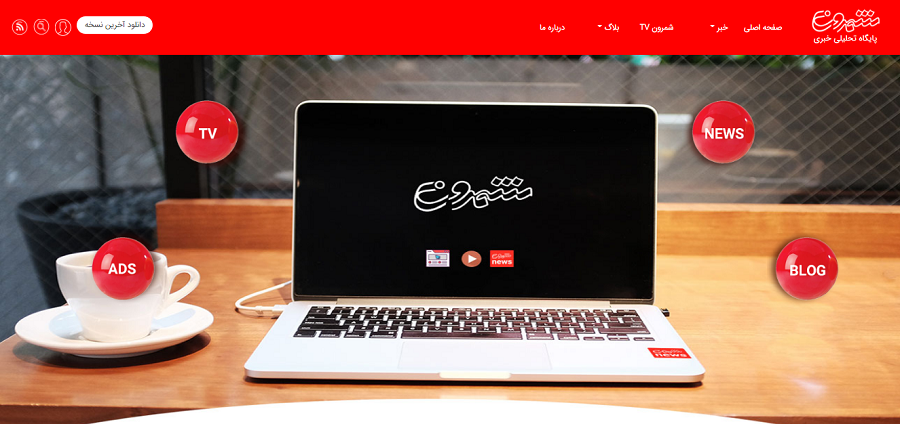 شهرون
پایگاه تحلیلی خبری
صفحه اصلی
خبر
شمرون TV
بلاگ
درباره ما
دانلود آخرین نسخه
TV
NEWS
شمرون
ADS
BLOG
news
news